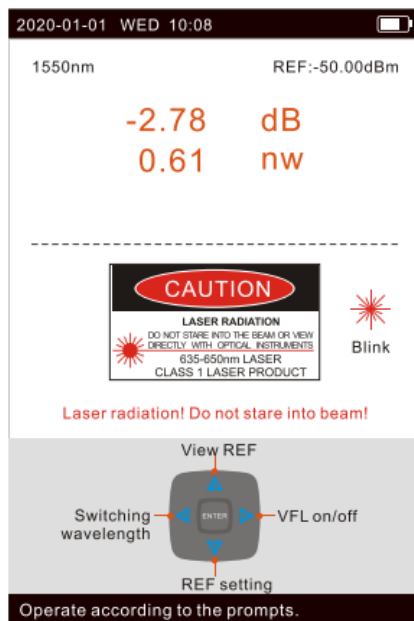 2020-01-01 WED 10:08
1550nm REF:-50.00dBm
-2.78 dB
0.61 nw
CAUTION
LASER RADIATION
DO NOT STARE INTO THE BEAM OR VIEW
DIRECTLY WITH OPTICAL INSTRUMENTS
635-650nm LASER
CLASS 1 LASER PRODUCT
Blink
Laser radiation! Do not stare into beam!
View REF
Switching
wavelength
ENTER
VFL on/off
REF setting
Operate according to the prompts.